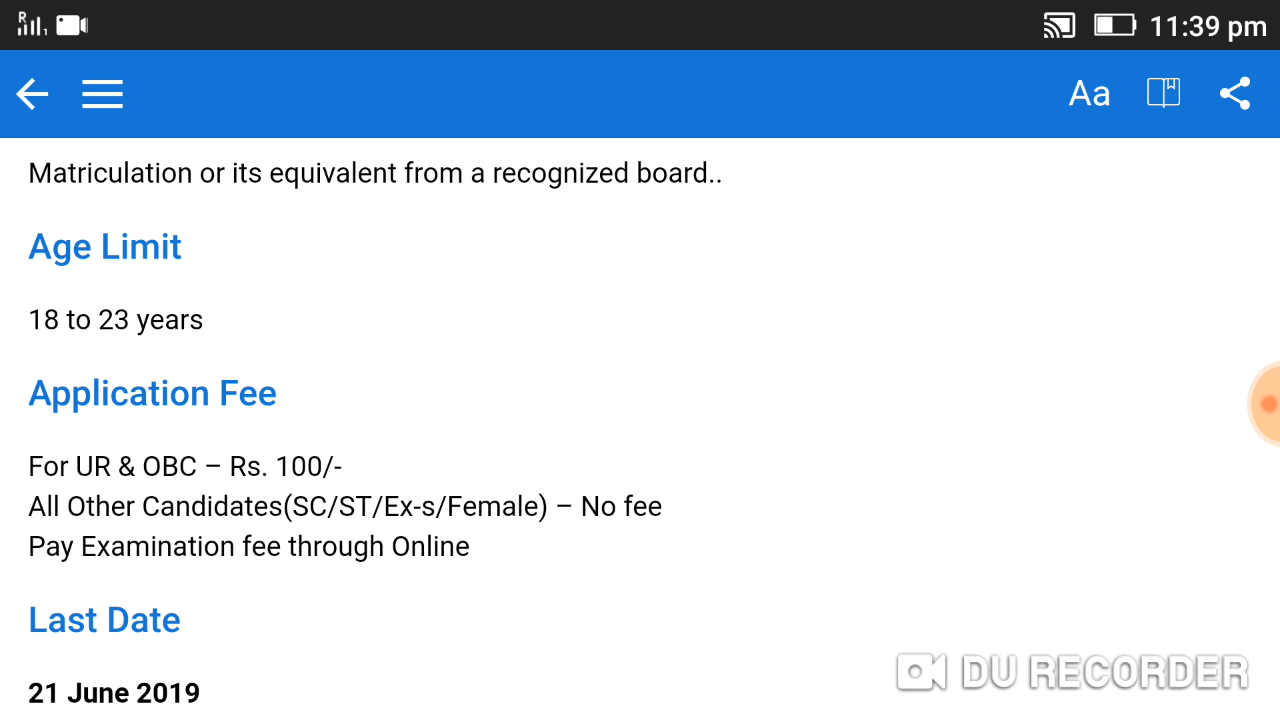 R
1
11:39 pm
Aa
Matriculation or its equivalent from a recognized board..
Age Limit
18 to 23 years
Application Fee
For UR & OBC – Rs. 100/-
All Other Candidates(SC/ST/Ex-s/Female) – No fee
Pay Examination fee through Online
Last Date
21 June 2019
DU RECORDER